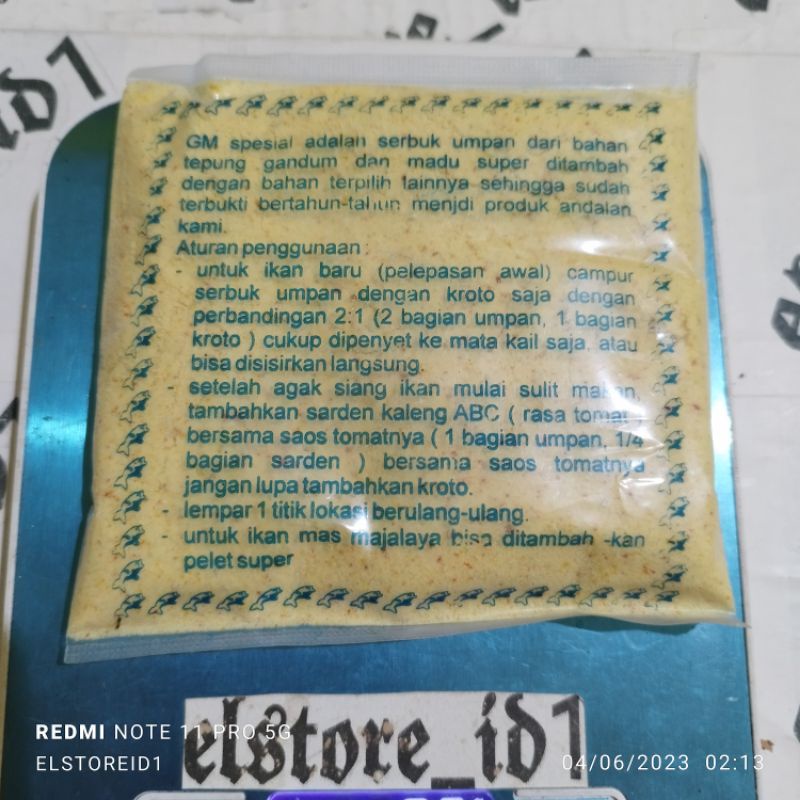 GM spesial adalan serbuk umpan dari bahan
tepung gandum dan madu super ditambah
dengan bahan terpilih lainnya sehingga sudah
terbukti bertahun-tahun menjdi produk andalan
kami.
Aturan penggunaan :
- untuk ikan baru (pelepasan awal) campur
serbuk umpan dengan kroto saja dengan
perbandingan 2:1 (2 bagian umpan, 1 bagian
kroto ) cukup dipenyet ke mata kail saja, atau
bisa disisirkan langsung.
- setelah agak siang ikan mulai sulit makan,
tambahkan sarden kaleng ABC ( rasa tomat )
bersama saos tomatnya ( 1 bagian umpan, 1/4
bagian sarden ) bersama saos tomatnya
jangan lupa tambahkan kroto.
- lempar 1 titik lokasi berulang-ulang.
- untuk ikan mas majalaya bisa ditambah -kan
pelet super
elstore_id1
REDMI NOTE 11 PRO 5G
ELSTOREID1
04/06/2023 02:13